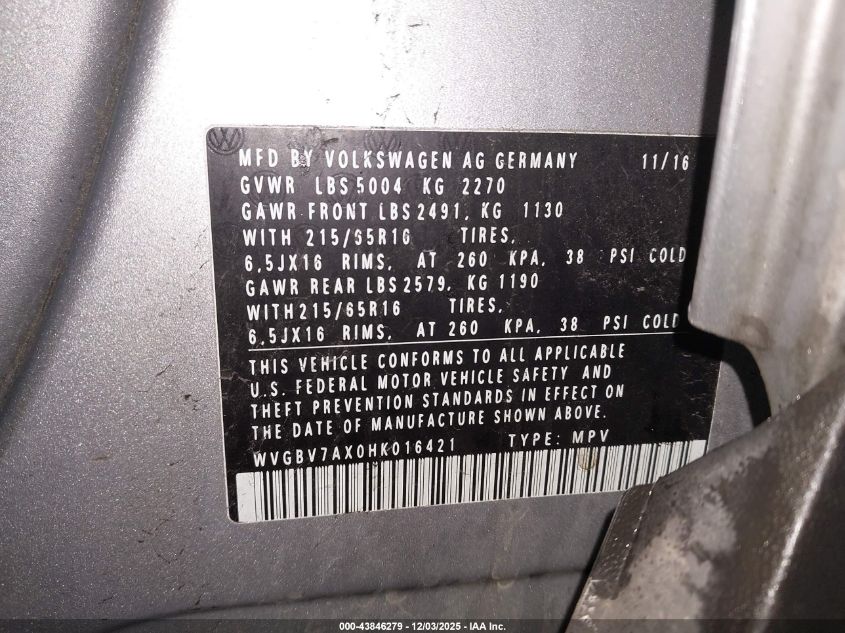 MFD BY VOLKSWAGEN AG GERMANY 11/16
GVWR LBS 5004 KG 2270
GAWR FRONT LBS 2491, KG 1130
WITH 215/65R16 TIRES,
6,5JX16 RIMS, AT 260 KPA, 38 PSI COLD
GAWR REAR LBS 2579, KG 1190
WITH 215/65R16 TIRES,
6,5JX16 RIMS, AT 260 KPA, 38 PSI COLD
THIS VEHICLE CONFORMS TO ALL APPLICABLE
U.S. FEDERAL MOTOR VEHICLE SAFETY AND
THEFT PREVENTION STANDARDS IN EFFECT ON
THE DATE OF MANUFACTURE SHOWN ABOVE.
WVGBV7AX0HK016421 TYPE: MPV
000-43846279 - 12/03/2025 - IAA Inc.